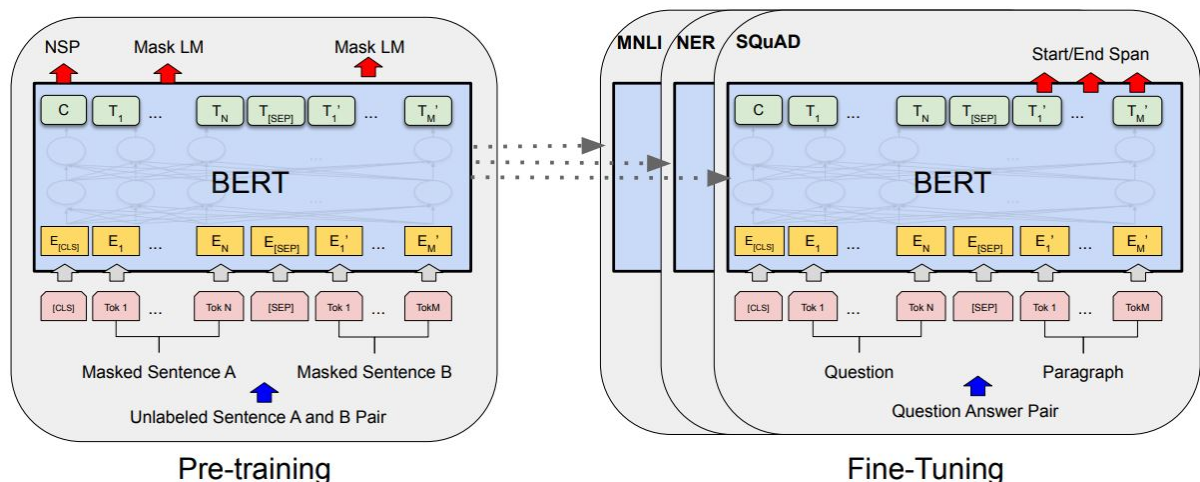 NSP Mask LM Mask LM
C T1 ... TN T[SEP] T1' ... TM'
...
...
BERT
E[CLS] E1 ... EN E[SEP] E1' ... EM'
[CLS] Tok 1 ... Tok N [SEP] Tok 1 ... TokM
Masked Sentence A Masked Sentence B
Unlabeled Sentence A and B Pair
Pre-training
MNLI NER SQuAD
Start/End Span
C T1 ... TN T[SEP] T1' ... TM'
...
...
BERT
E[CLS] E1 ... EN E[SEP] E1' ... EM'
[CLS] Tok 1 ... Tok N [SEP] Tok 1 ... TokM
Question Paragraph
Question Answer Pair
Fine-Tuning